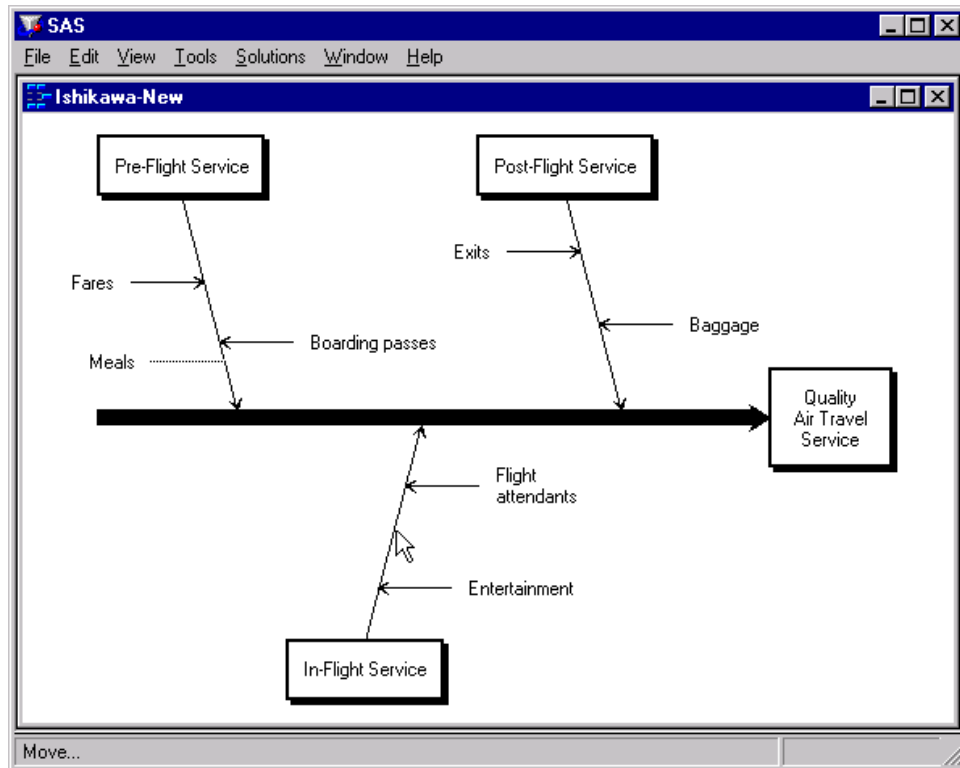 SAS
File Edit View Tools Solutions Window Help
Ishikawa-New
Pre-Flight Service
Post-Flight Service
Exits
Fares
Baggage
Boarding passes
Meals
Quality
Air Travel
Service
Flight
attendants
Entertainment
In-Flight Service
Move...